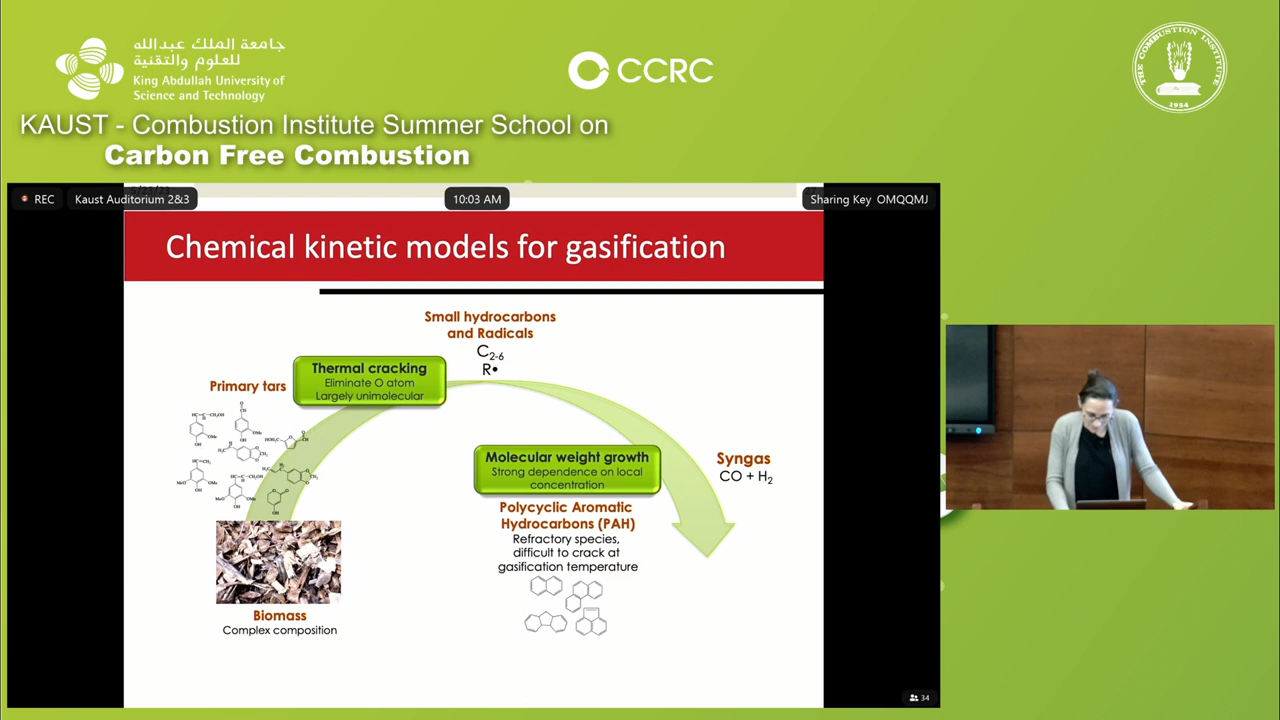 جامعة الملك عبدالله
للعلوم والتقنية
King Abdullah University of
Science and Technology
CCRC
THE COMBUSTION INSTITUTE
1954
KAUST - Combustion Institute Summer School on
Carbon Free Combustion
REC
Kaust Auditorium 2&3
10:03 AM
Sharing Key OMQQMJ
Chemical kinetic models for gasification
Small hydrocarbons
and Radicals
C2-6
R•
Thermal cracking
Eliminate O atom
Largely unimolecular
Primary tars
Molecular weight growth
Strong dependence on local
concentration
Syngas
CO + H2
Polycyclic Aromatic
Hydrocarbons (PAH)
Refractory species,
difficult to crack at
gasification temperature
Biomass
Complex composition
34